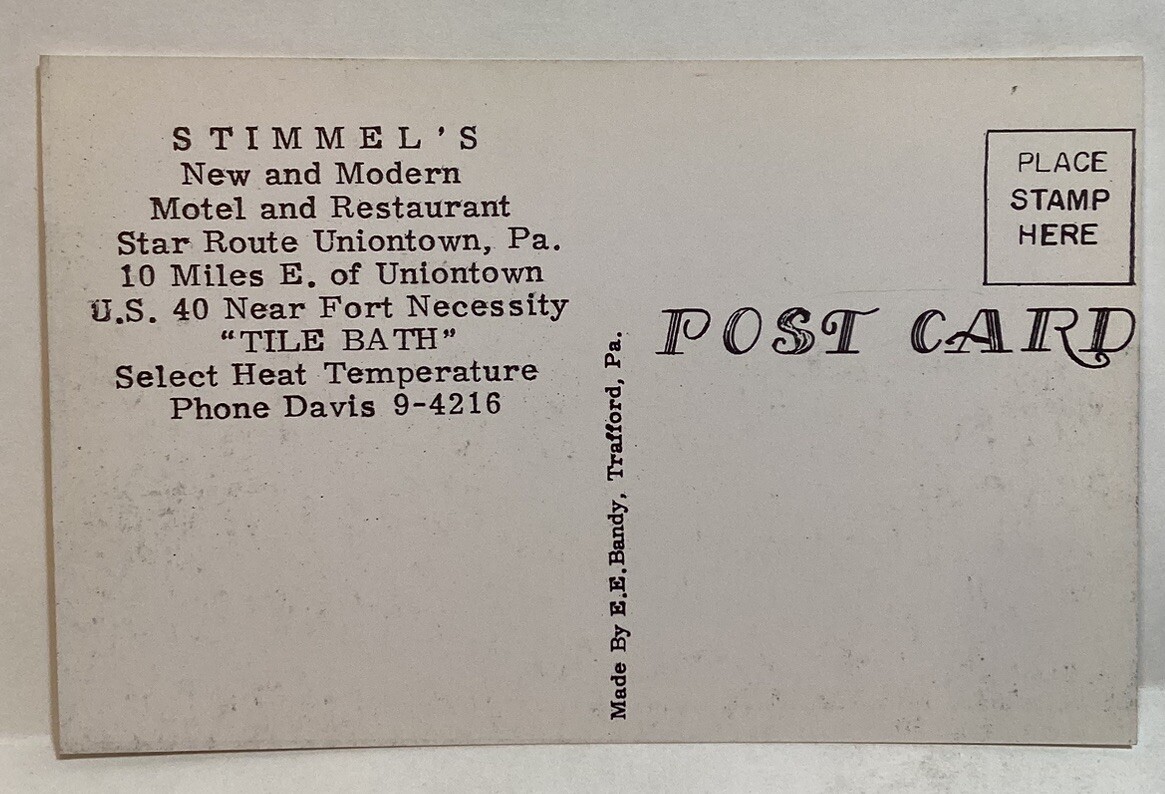 STIMMEL'S
New and Modern
Motel and Restaurant
Star Route Uniontown, Pa.
10 Miles E. of Uniontown
U.S. 40 Near Fort Necessity
“TILE BATH”
Select Heat Temperature
Phone Davis 9-4216
Made By E.E.Bandy, Trafford, Pa.
PLACE
STAMP
HERE
POST CARD